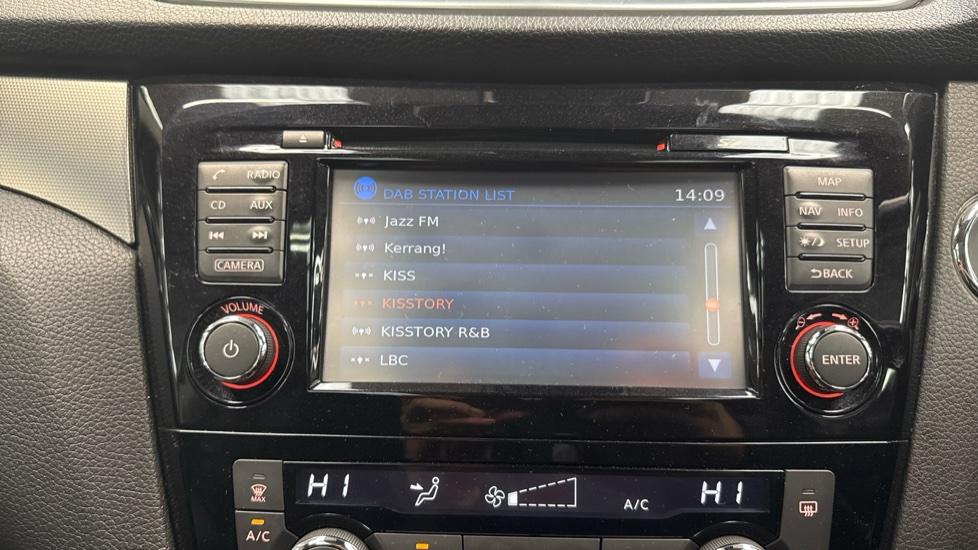 RADIO
CD AUX
CAMERA
VOLUME
DAB STATION LIST 14:09
Jazz FM
Kerrang!
KISS
KISSTORY
KISSTORY R&B
LBC
MAP
NAV INFO
SETUP
BACK
ENTER
MAX
A/C
HI A/C HI